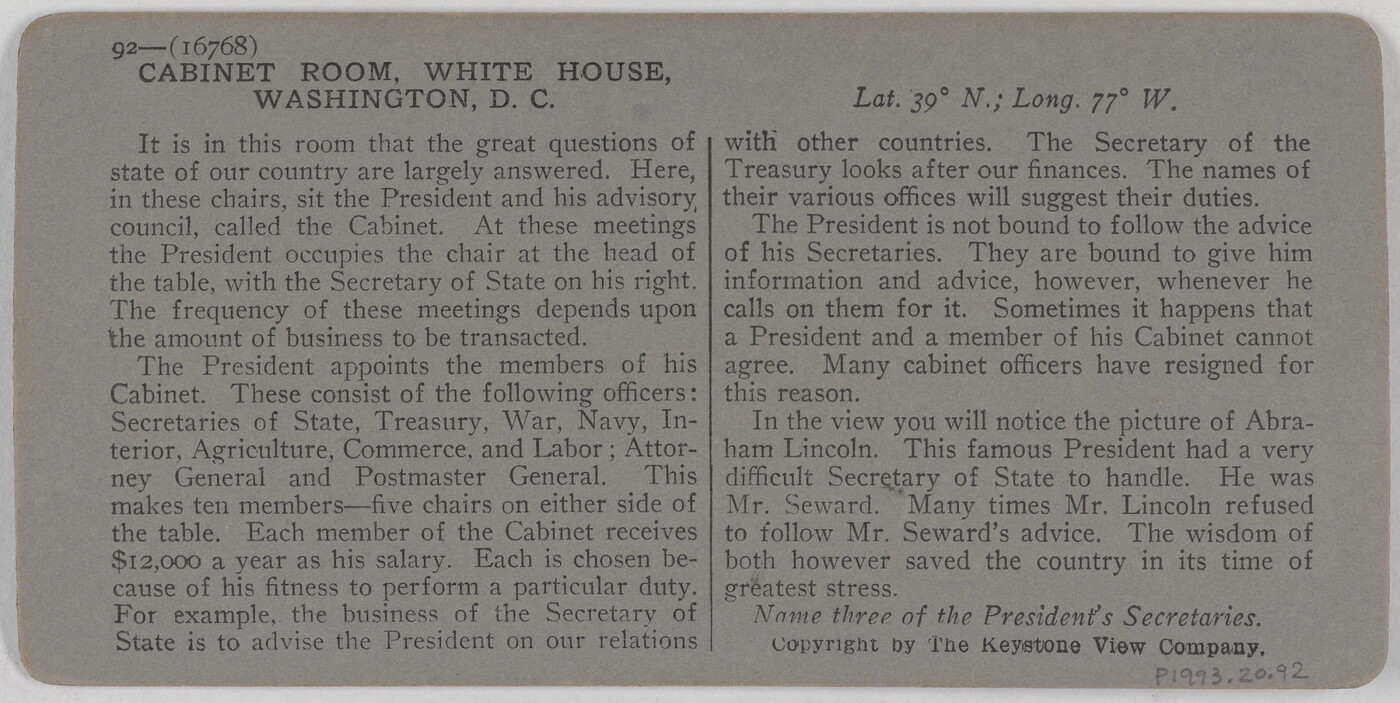 92—(16768)
CABINET ROOM, WHITE HOUSE,
WASHINGTON, D. C.
Lat. 39° N.; Long. 77° W.
It is in this room that the great questions of
state of our country are largely answered. Here,
in these chairs, sit the President and his advisory
council, called the Cabinet. At these meetings
the President occupies the chair at the head of
the table, with the Secretary of State on his right.
The frequency of these meetings depends upon
the amount of business to be transacted.
The President appoints the members of his
Cabinet. These consist of the following officers:
Secretaries of State, Treasury, War, Navy, In-
terior, Agriculture, Commerce, and Labor; Attor-
ney General and Postmaster General. This
makes ten members—five chairs on either side of
the table. Each member of the Cabinet receives
$12,000 a year as his salary. Each is chosen be-
cause of his fitness to perform a particular duty.
For example, the business of the Secretary of
State is to advise the President on our relations
with other countries. The Secretary of the
Treasury looks after our finances. The names of
their various offices will suggest their duties.
The President is not bound to follow the advice
of his Secretaries. They are bound to give him
information and advice, however, whenever he
calls on them for it. Sometimes it happens that
a President and a member of his Cabinet cannot
agree. Many cabinet officers have resigned for
this reason.
In the view you will notice the picture of Abra-
ham Lincoln. This famous President had a very
difficult Secretary of State to handle. He was
Mr. Seward. Many times Mr. Lincoln refused
to follow Mr. Seward's advice. The wisdom of
both however saved the country in its time of
greatest stress.
Name three of the President's Secretaries.
Copyright by The Keystone View Company.
P1993.20.92